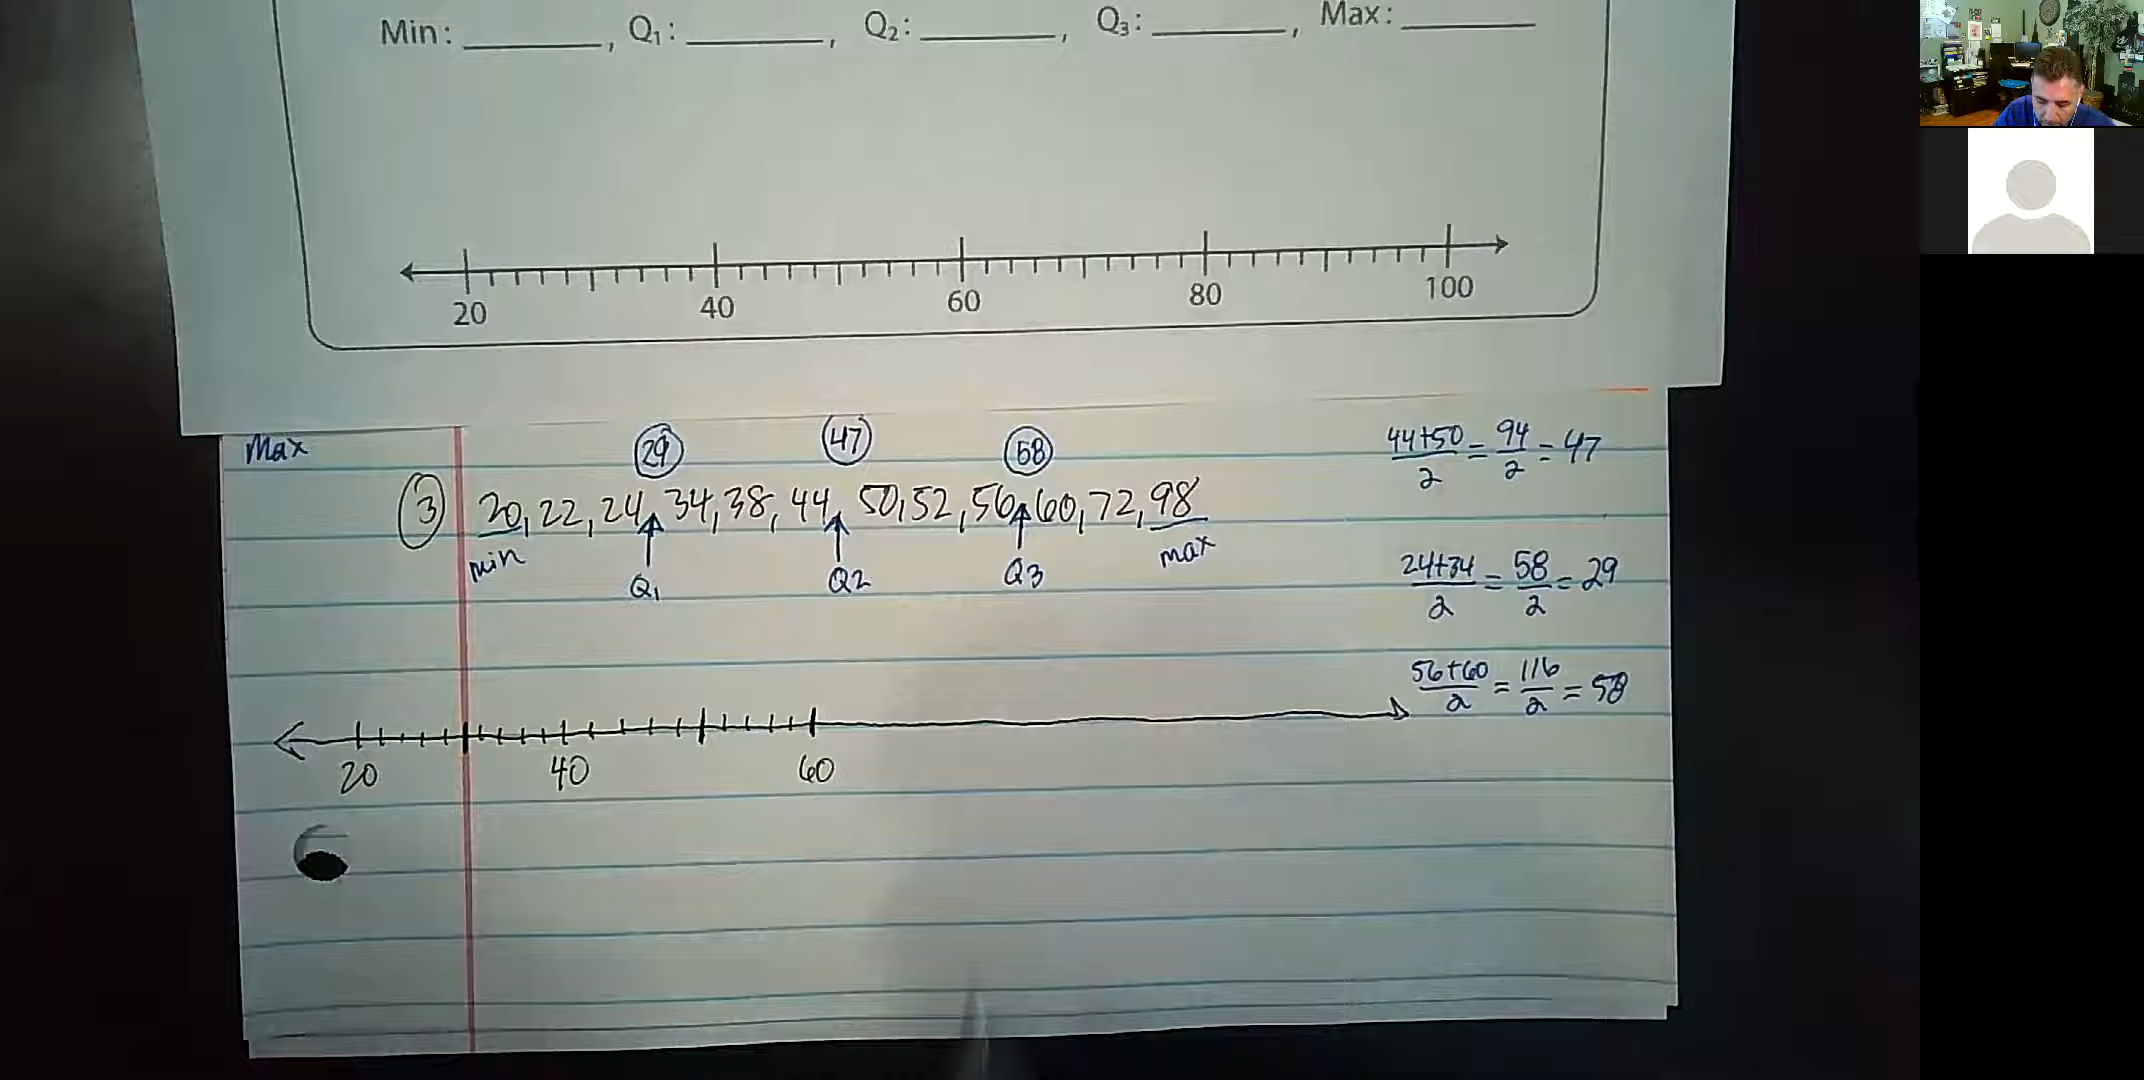 Min: ______, Q₁: ______, Q₂: ______, Q₃: ______, Max: ______
20 40 60 80 100
Max
29 47 58
3 20, 22, 24, 34, 38, 44, 50, 52, 56, 60, 72, 98
min Q1 Q2 Q3 max
44+50/2 = 94/2 = 47
24+34/2 = 58/2 = 29
56+60/2 = 116/2 = 58
20 40 60